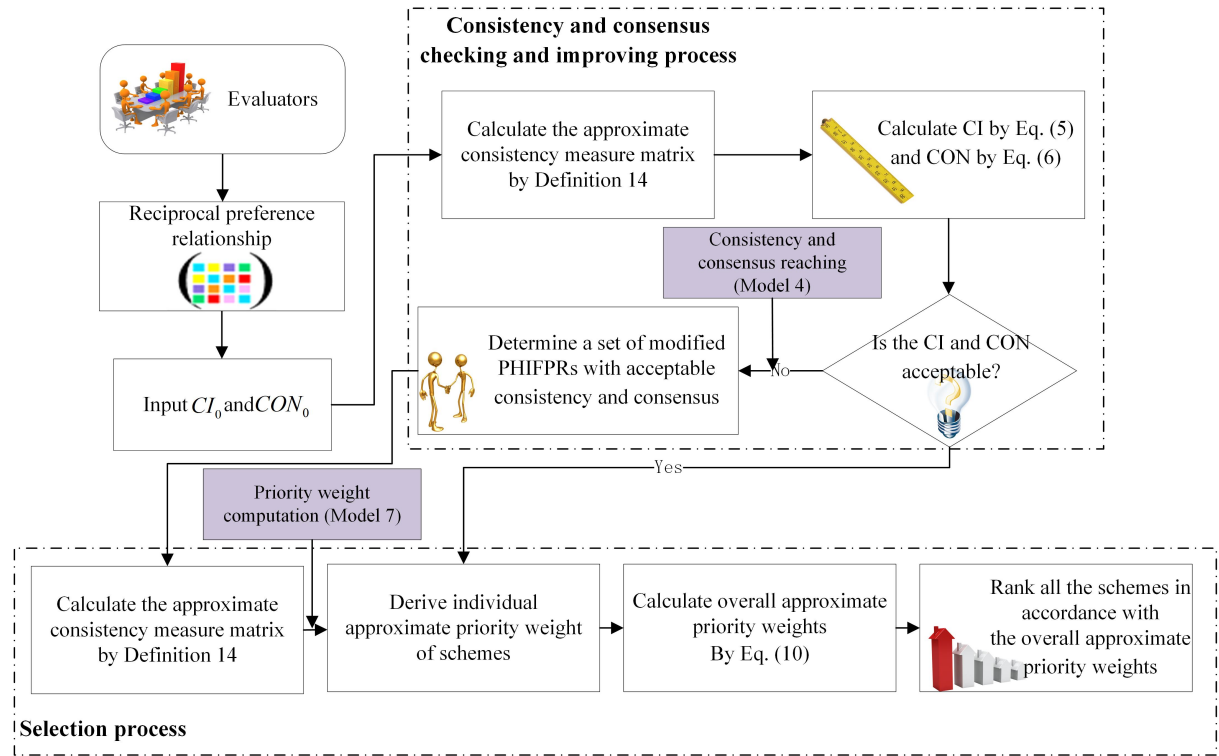 Consistency and consensus
checking and improving process
Evaluators
Reciprocal preference
relationship
Input CI₀ and CON₀
Calculate the approximate
consistency measure matrix
by Definition 14
Calculate CI by Eq. (5)
and CON by Eq. (6)
Consistency and
consensus reaching
(Model 4)
Is the CI and CON
acceptable?
No
Determine a set of modified
PHIFPRs with acceptable
consistency and consensus
Yes
Priority weight
computation (Model 7)
Calculate the approximate
consistency measure matrix
by Definition 14
Derive individual
approximate priority weight
of schemes
Calculate overall approximate
priority weights
By Eq. (10)
Rank all the schemes in
accordance with
the overall approximate
priority weights
Selection process